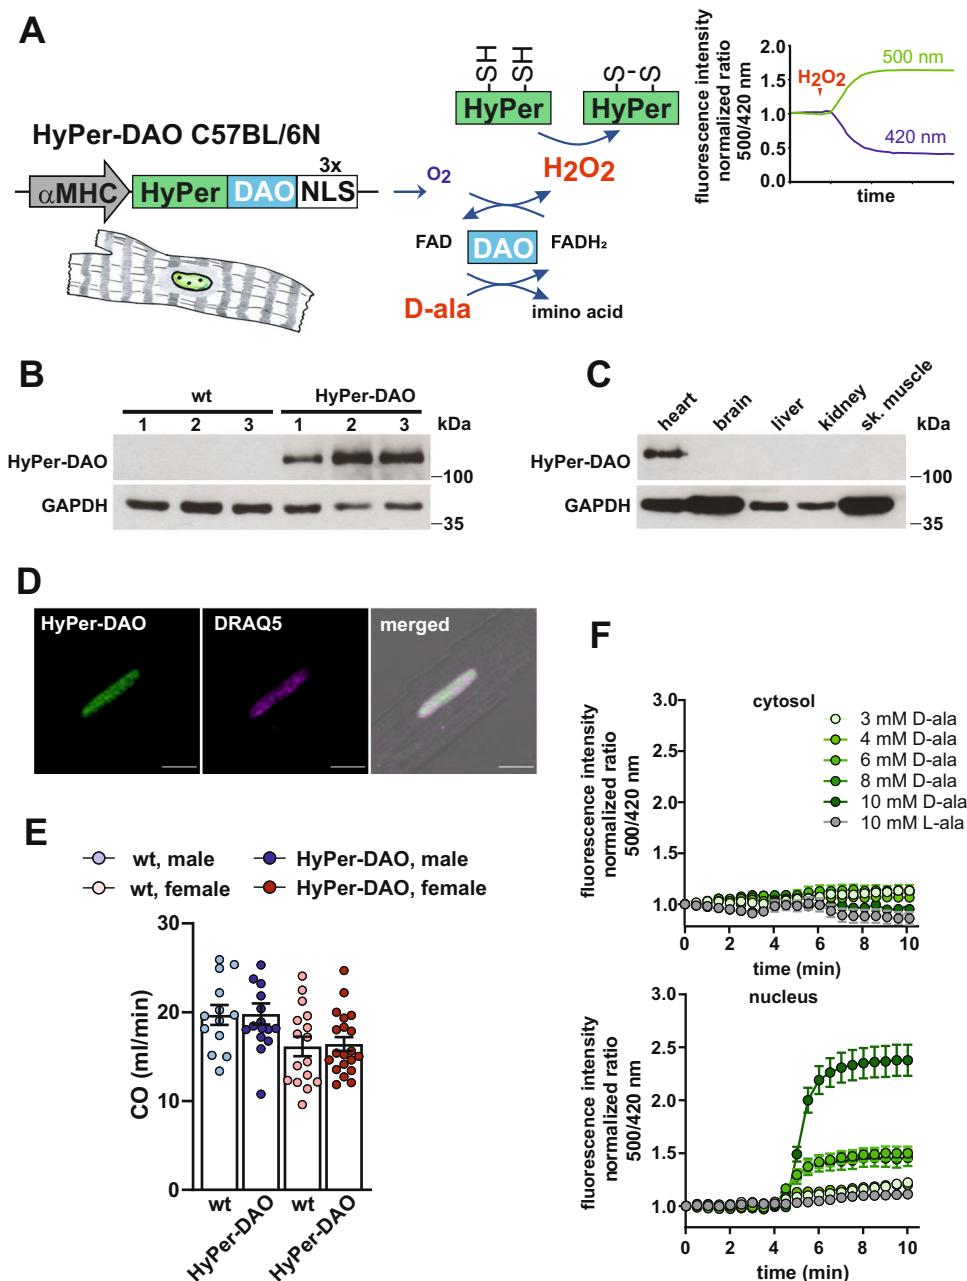 A
HyPer-DAO C57BL/6N
3x
αMHC HyPer DAO NLS
SH SH
HyPer
S-S
HyPer
O2
H2O2
FAD DAO FADH₂
D-ala
imino acid
fluorescence intensity
normalized ratio
500/420 nm
2.0
1.5
1.0
0.5
0.0
H2O2
500 nm
420 nm
time
B
wt HyPer-DAO
1 2 3 1 2 3 kDa
HyPer-DAO
–100
GAPDH
–35
C
heart brain liver kidney sk. muscle
kDa
HyPer-DAO
–100
GAPDH
–35
D
HyPer-DAO DRAQ5 merged
E
wt, male HyPer-DAO, male
wt, female HyPer-DAO, female
CO (ml/min)
30
20
10
0
wt HyPer-DAO wt HyPer-DAO
F
cytosol
fluorescence intensity
normalized ratio
500/420 nm
3.0
2.5
2.0
1.5
1.0
3 mM D-ala
4 mM D-ala
6 mM D-ala
8 mM D-ala
10 mM D-ala
10 mM L-ala
0 2 4 6 8 10
time (min)
nucleus
fluorescence intensity
normalized ratio
500/420 nm
3.0
2.5
2.0
1.5
1.0
0 2 4 6 8 10
time (min)